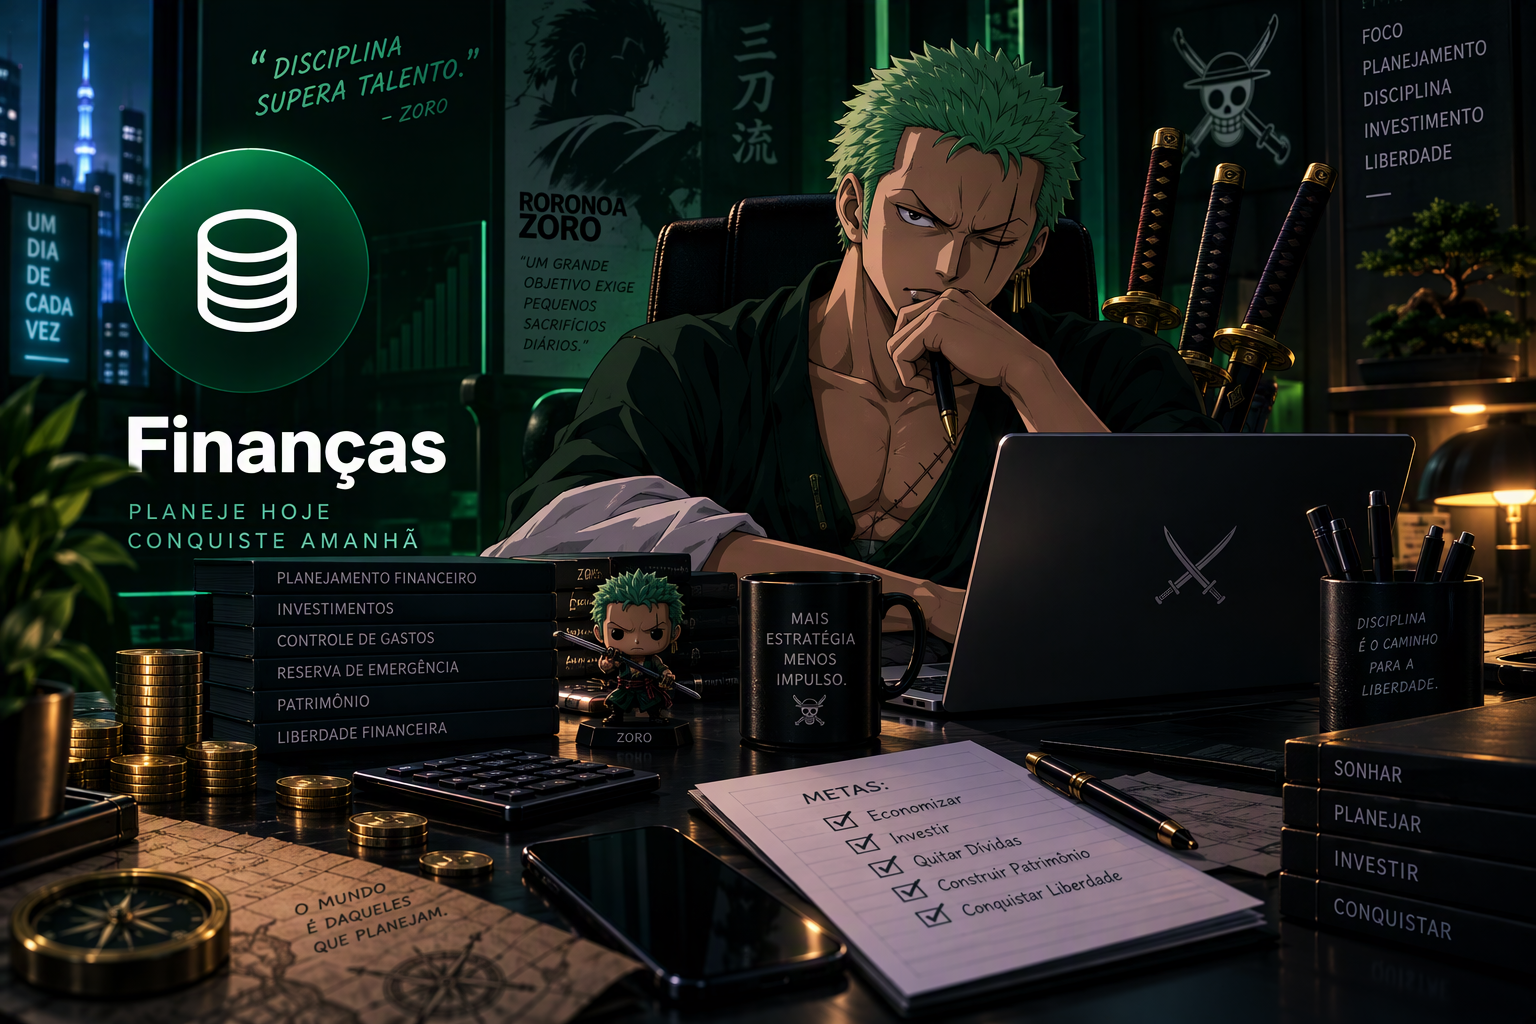 “DISCIPLINA
SUPERA TALENTO.”
– ZORO
UM
DIA
DE
CADA
VEZ
Finanças
PLANEJE HOJE
CONQUISTE AMANHÃ
RORONOA
ZORO
“UM GRANDE
OBJETIVO EXIGE
PEQUENOS
SACRIFÍCIOS
DIÁRIOS.”
三
刀
流
FOCO
PLANEJAMENTO
DISCIPLINA
INVESTIMENTO
LIBERDADE
PLANEJAMENTO FINANCEIRO
INVESTIMENTOS
CONTROLE DE GASTOS
RESERVA DE EMERGÊNCIA
PATRIMÔNIO
LIBERDADE FINANCEIRA
ZORO
MAIS
ESTRATÉGIA
MENOS
IMPULSO.
DISCIPLINA
É O CAMINHO
PARA A
LIBERDADE.
METAS:
Economizar
Investir
Quitar Dívidas
Construir Patrimônio
Conquistar Liberdade
SONHAR
PLANEJAR
INVESTIR
CONQUISTAR
O MUNDO
É DAQUELES
QUE PLANEJAM.